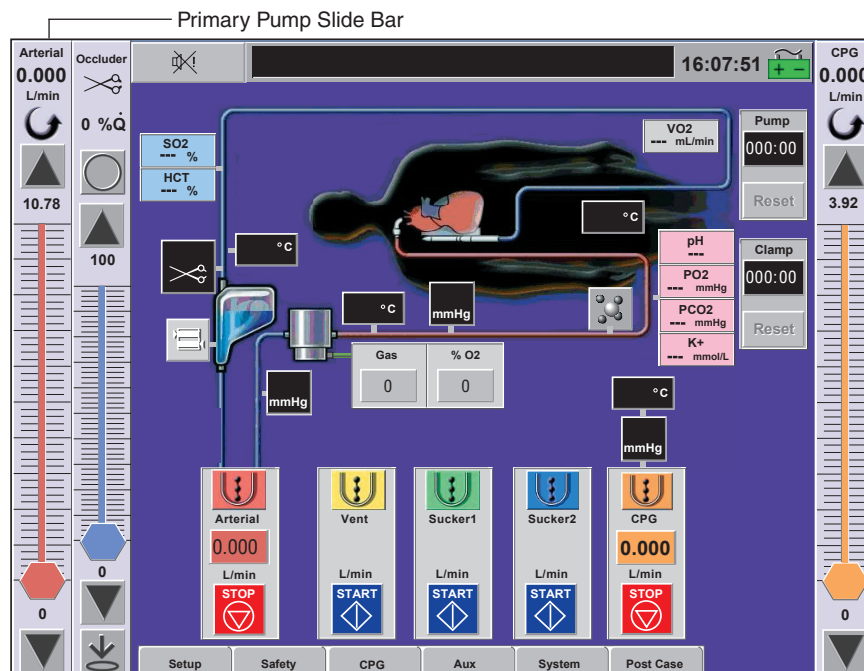 Primary Pump Slide Bar
Arterial
0.000
L/min
10.78
0
Occluder
0 %Q̇
100
0
16:07:51
+ -
SO2
--- %
HCT
--- %
VO2
--- mL/min
°C
°C
°C
mmHg
mmHg
pH
---
PO2
--- mmHg
PCO2
--- mmHg
K+
--- mmol/L
Gas
0
% O2
0
°C
mmHg
Pump
000:00
Reset
Clamp
000:00
Reset
CPG
0.000
L/min
3.92
0
Arterial
0.000
L/min
STOP
Vent
L/min
START
Sucker1
L/min
START
Sucker2
L/min
START
CPG
0.000
L/min
STOP
Setup
Safety
CPG
Aux
System
Post Case